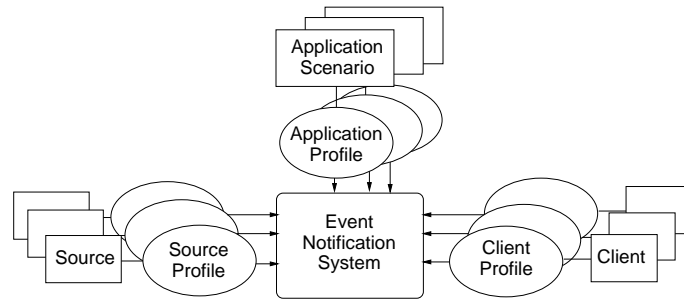 Application
Scenario
Application
Profile
Event
Notification
System
Source
Source
Profile
Client
Profile
Client